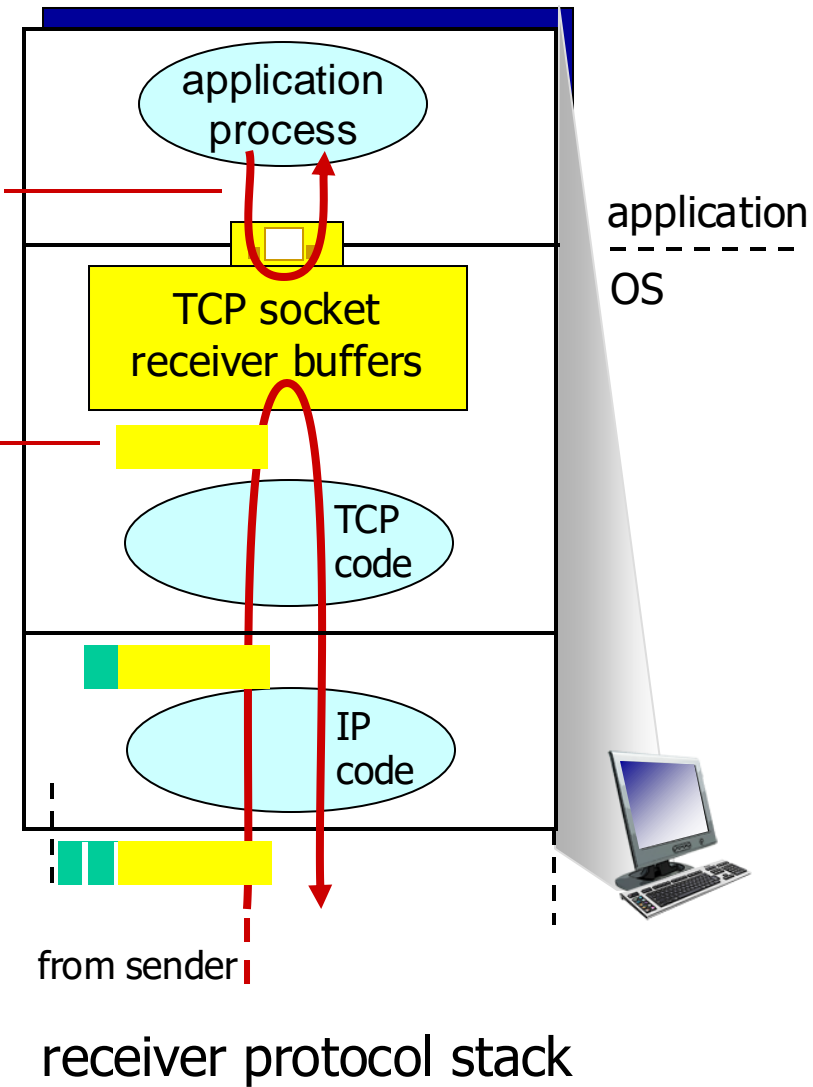 application
process
application
OS
TCP socket
receiver buffers
TCP
code
IP
code
from sender
receiver protocol stack